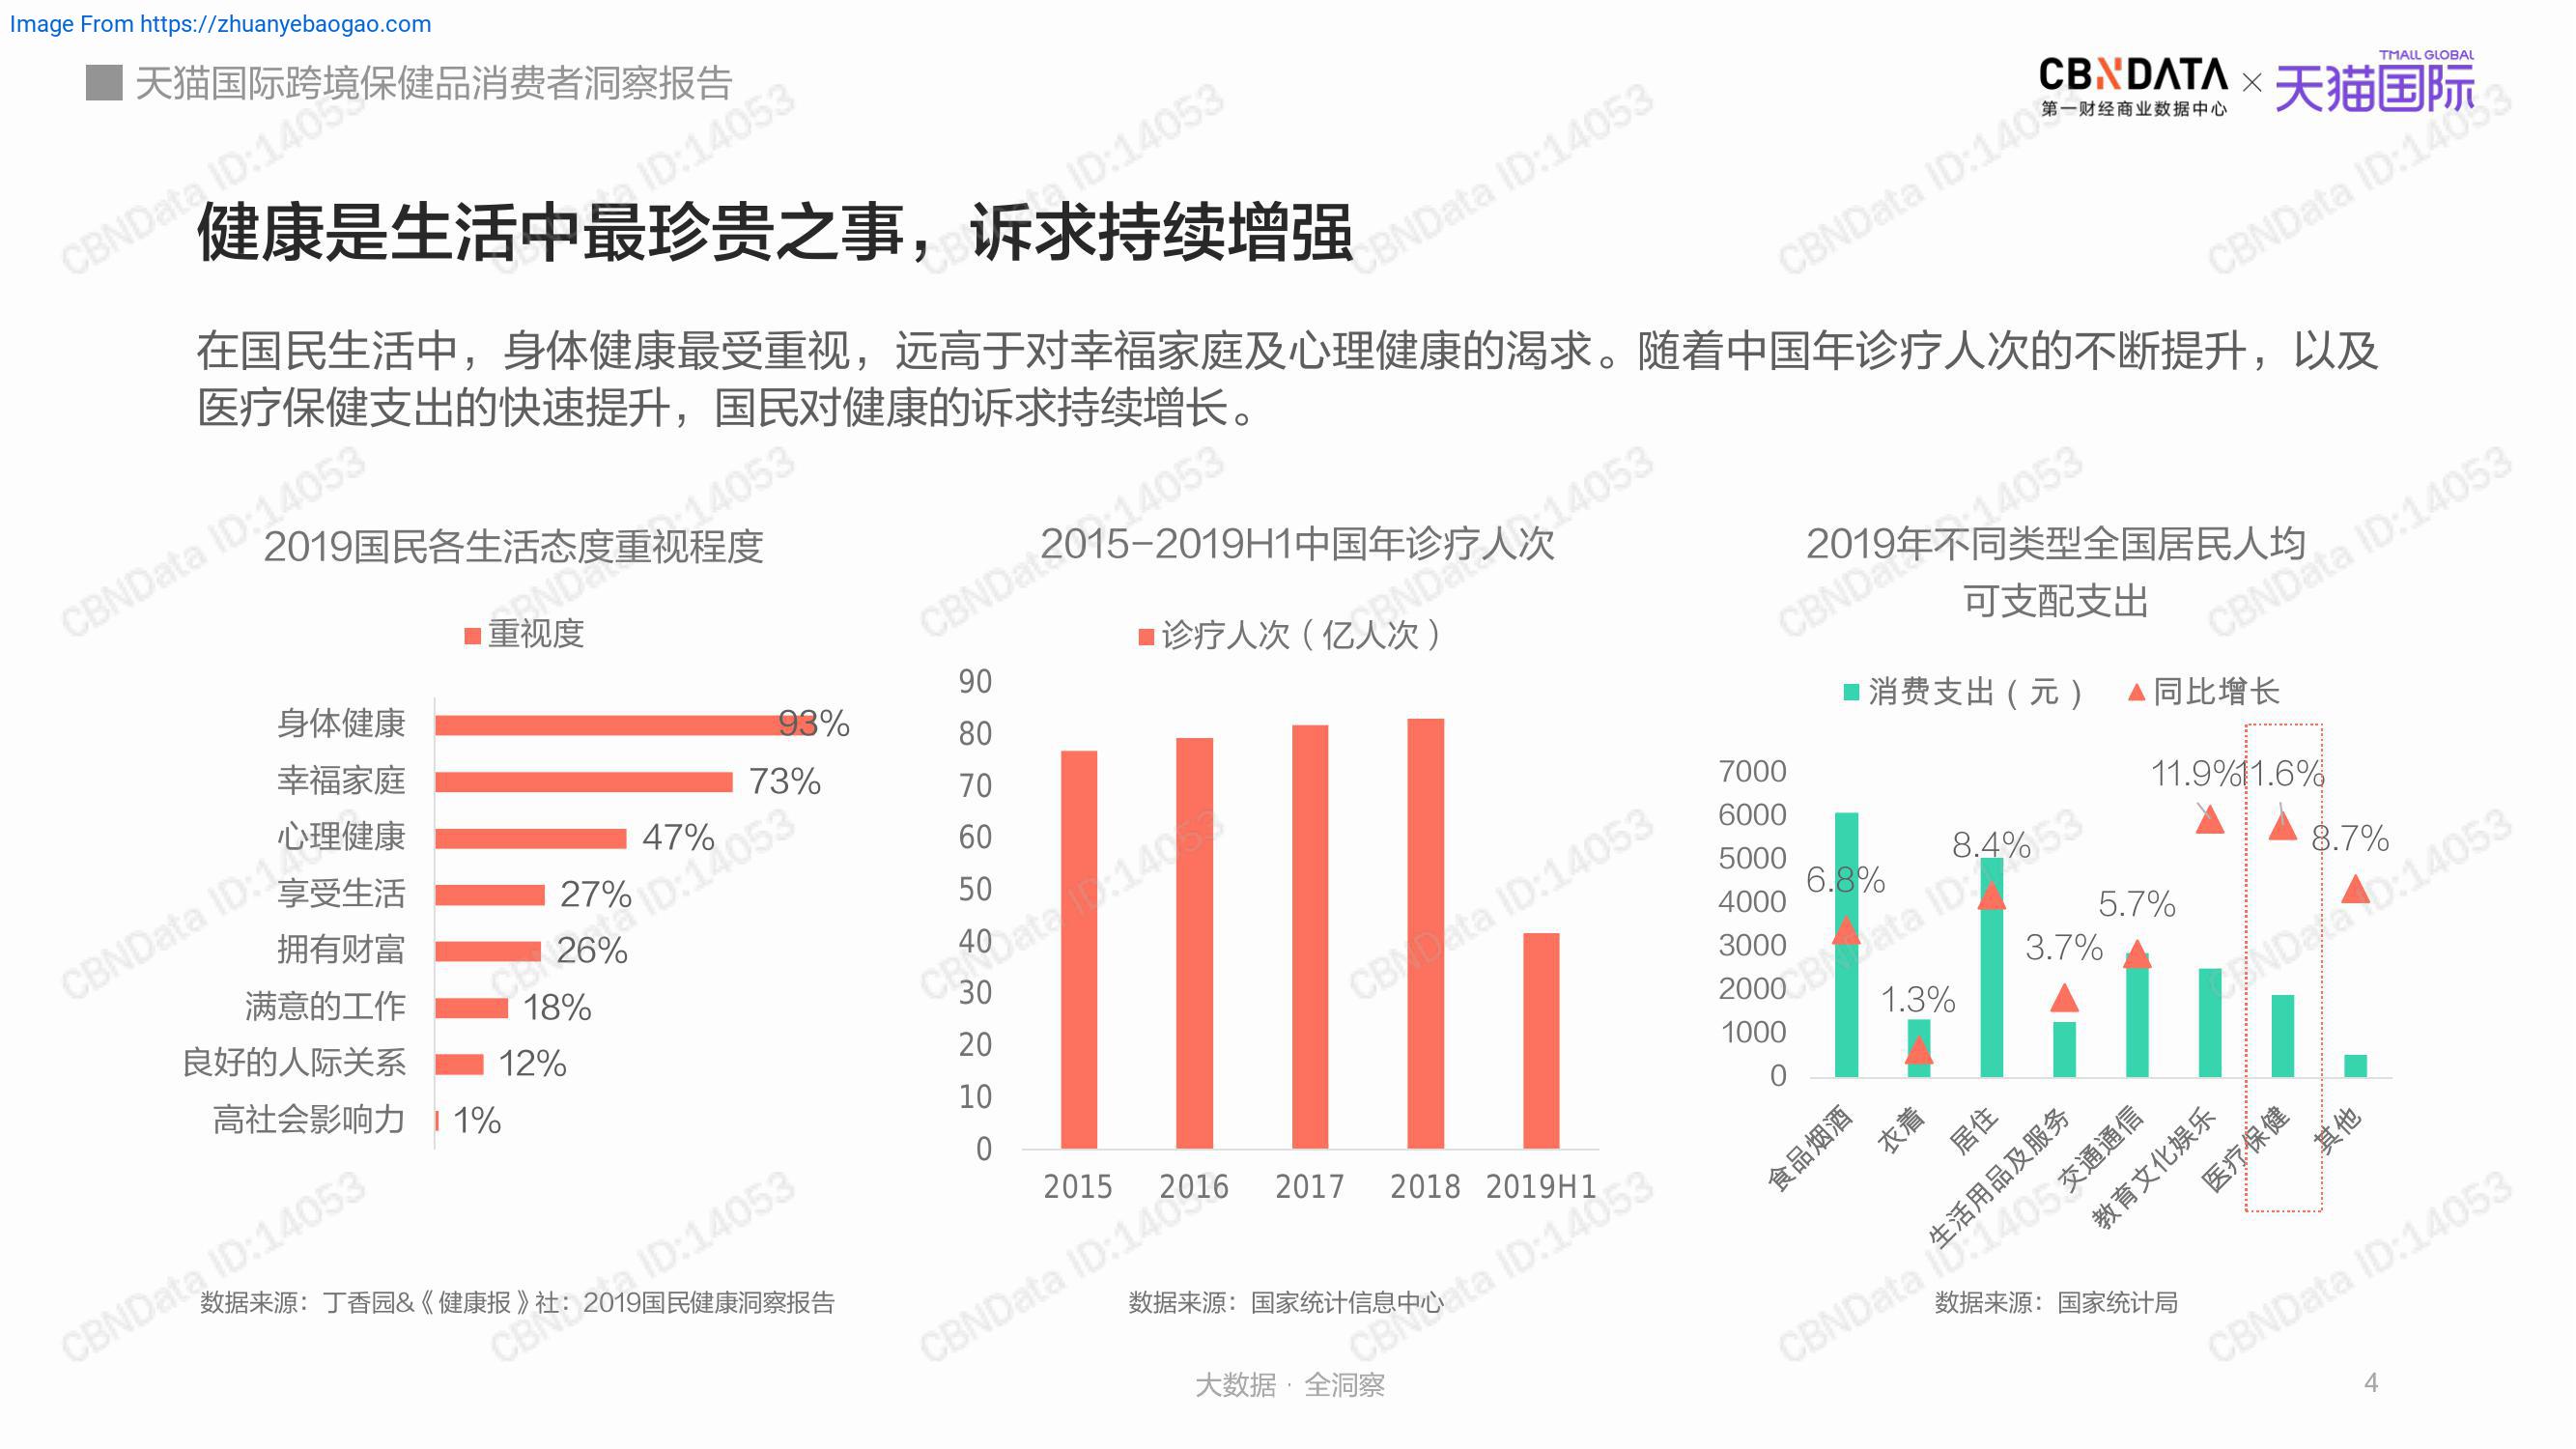 Image From https://zhuanyebaogao.com
天猫国际跨境保健品消费者洞察报告
CBNDATA
第一财经商业数据中心
×
TMALL GLOBAL
天猫国际
健康是生活中最珍贵之事，诉求持续增强
在国民生活中，身体健康最受重视，远高于对幸福家庭及心理健康的渴求。随着中国年诊疗人次的不断提升，以及
医疗保健支出的快速提升，国民对健康的诉求持续增长。
2019国民各生活态度重视程度
重视度
身体健康 93%
幸福家庭 73%
心理健康 47%
享受生活 27%
拥有财富 26%
满意的工作 18%
良好的人际关系 12%
高社会影响力 1%
数据来源：丁香园&《健康报》社：2019国民健康洞察报告
2015-2019H1中国年诊疗人次
诊疗人次（亿人次）
90
80
70
60
50
40
30
20
10
0
2015 2016 2017 2018 2019H1
数据来源：国家统计信息中心
2019年不同类型全国居民人均
可支配支出
消费支出（元） 同比增长
7000
6000
5000
4000
3000
2000
1000
0
6.8% 1.3% 8.4% 3.7% 5.7% 11.9% 11.6% 8.7%
食品烟酒 衣着 居住 生活用品及服务 交通通信 教育文化娱乐 医疗保健 其他
数据来源：国家统计局
大数据 · 全洞察
4
CBNData ID:14053